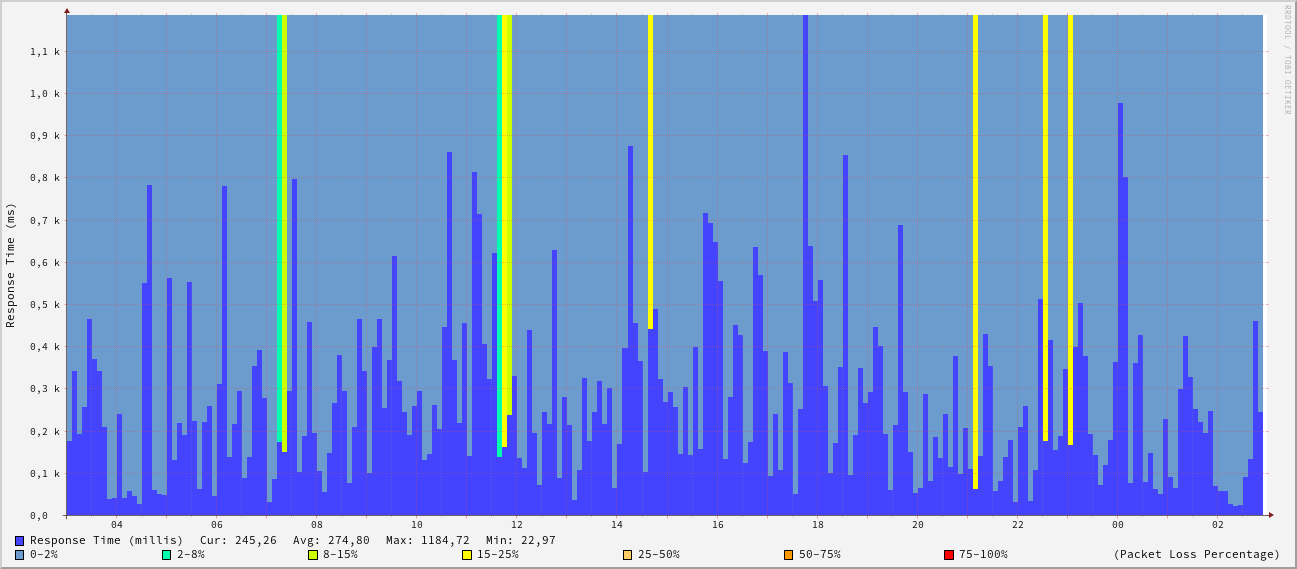 RRDTOOL / TOBI OETIKER
Response Time (ms)
1,1 k
1,0 k
0,9 k
0,8 k
0,7 k
0,6 k
0,5 k
0,4 k
0,3 k
0,2 k
0,1 k
0,0
04 06 08 10 12 14 16 18 20 22 00 02
Response Time (millis) Cur: 245,26 Avg: 274,80 Max: 1184,72 Min: 22,97
0-2% 2-8% 8-15% 15-25% 25-50% 50-75% 75-100% (Packet Loss Percentage)